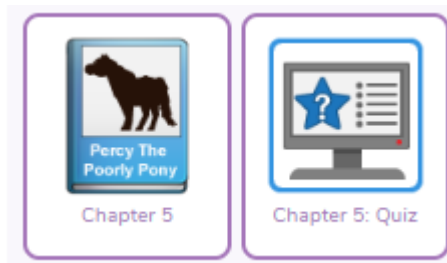 Percy The
Poorly Pony
Chapter 5
?
Chapter 5: Quiz